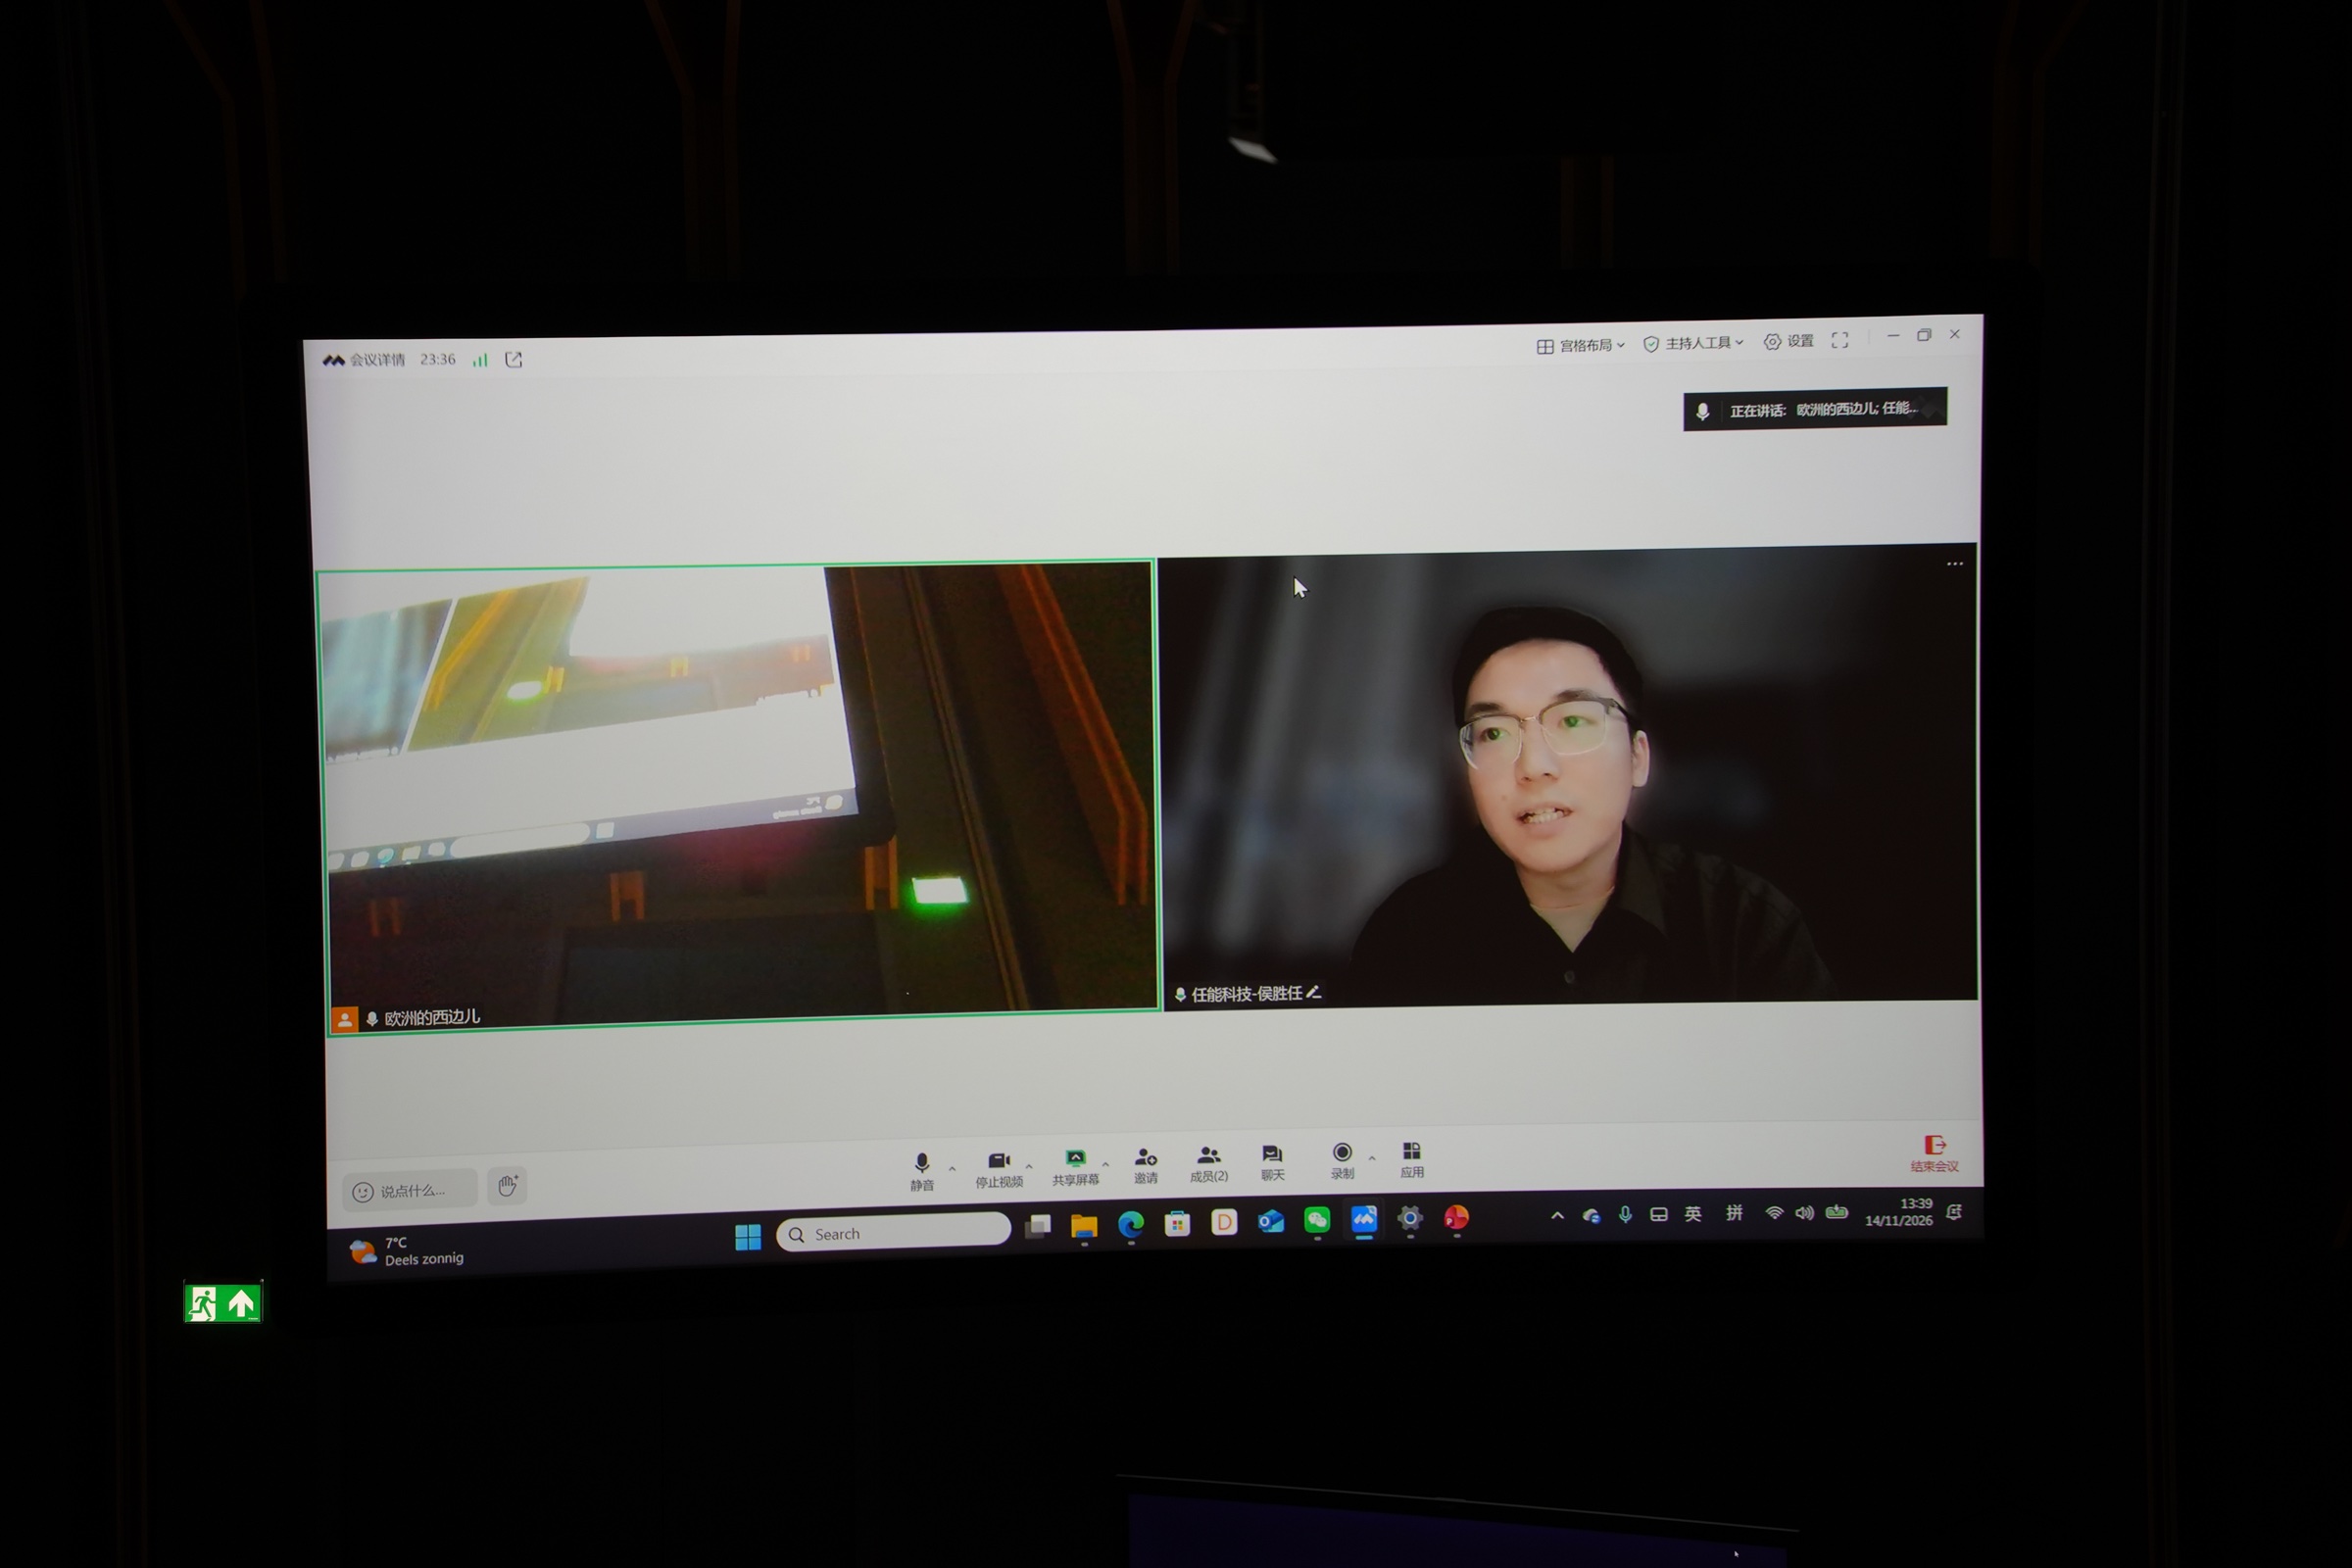 会议详情 23:36
宫格布局 主持人工具 设置
正在讲话: 欧洲的西边儿; 任能...
欧洲的西边儿
任能科技-侯胜任
说点什么...
静音 停止视频 共享屏幕 邀请 成员(2) 聊天 录制 应用
结束会议
7°C
Deels zonnig
Search
英 拼
13:39
14/11/2026